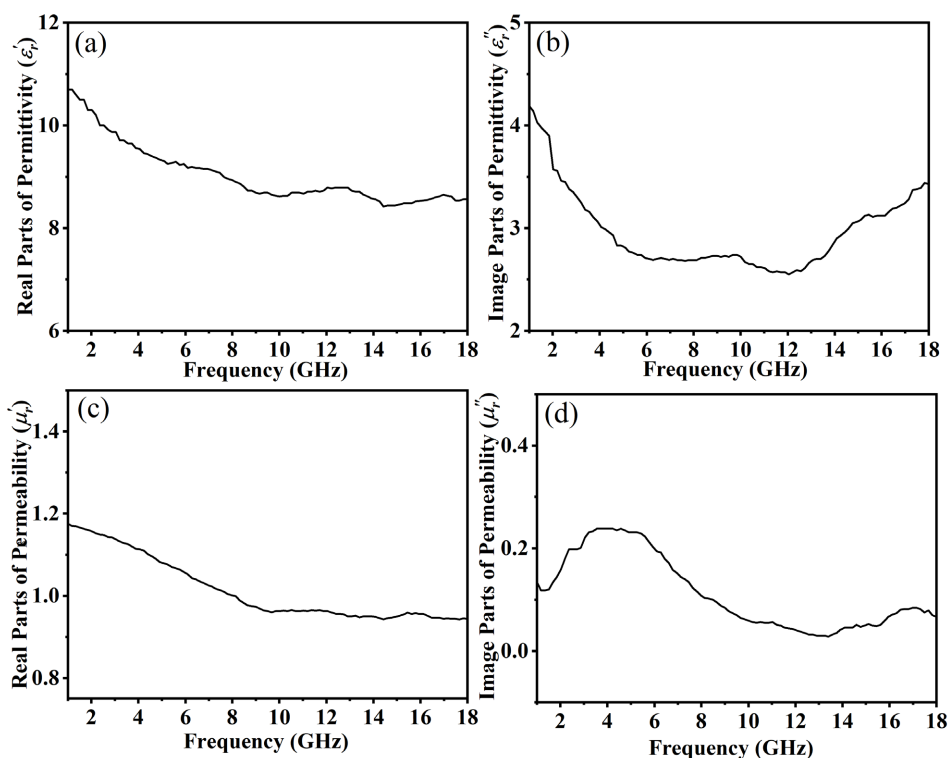 (a)
Real Parts of Permittivity (ε′r)
12
10
8
6
2 4 6 8 10 12 14 16 18
Frequency (GHz)
(b)
Image Parts of Permittivity (ε″r)
5
4
3
2
2 4 6 8 10 12 14 16 18
Frequency (GHz)
(c)
Real Parts of Permeability (μ′r)
1.4
1.2
1.0
0.8
2 4 6 8 10 12 14 16 18
Frequency (GHz)
(d)
Image Parts of Permeability (μ″r)
0.4
0.2
0.0
2 4 6 8 10 12 14 16 18
Frequency (GHz)